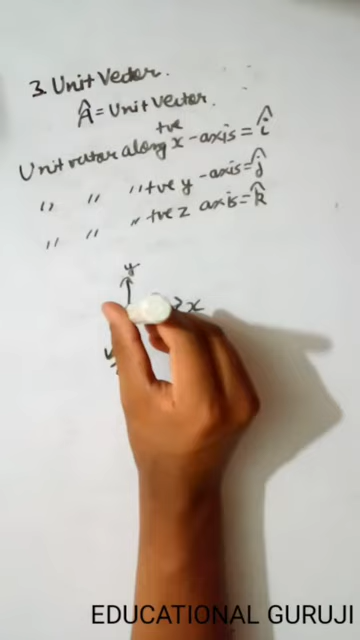 3. Unit Vector.
Â = Unit Vector.
Unit vector along +ve x - axis = î
" " " +ve y - axis = ĵ
" " " +ve z axis = k̂
y
x
EDUCATIONAL GURUJI